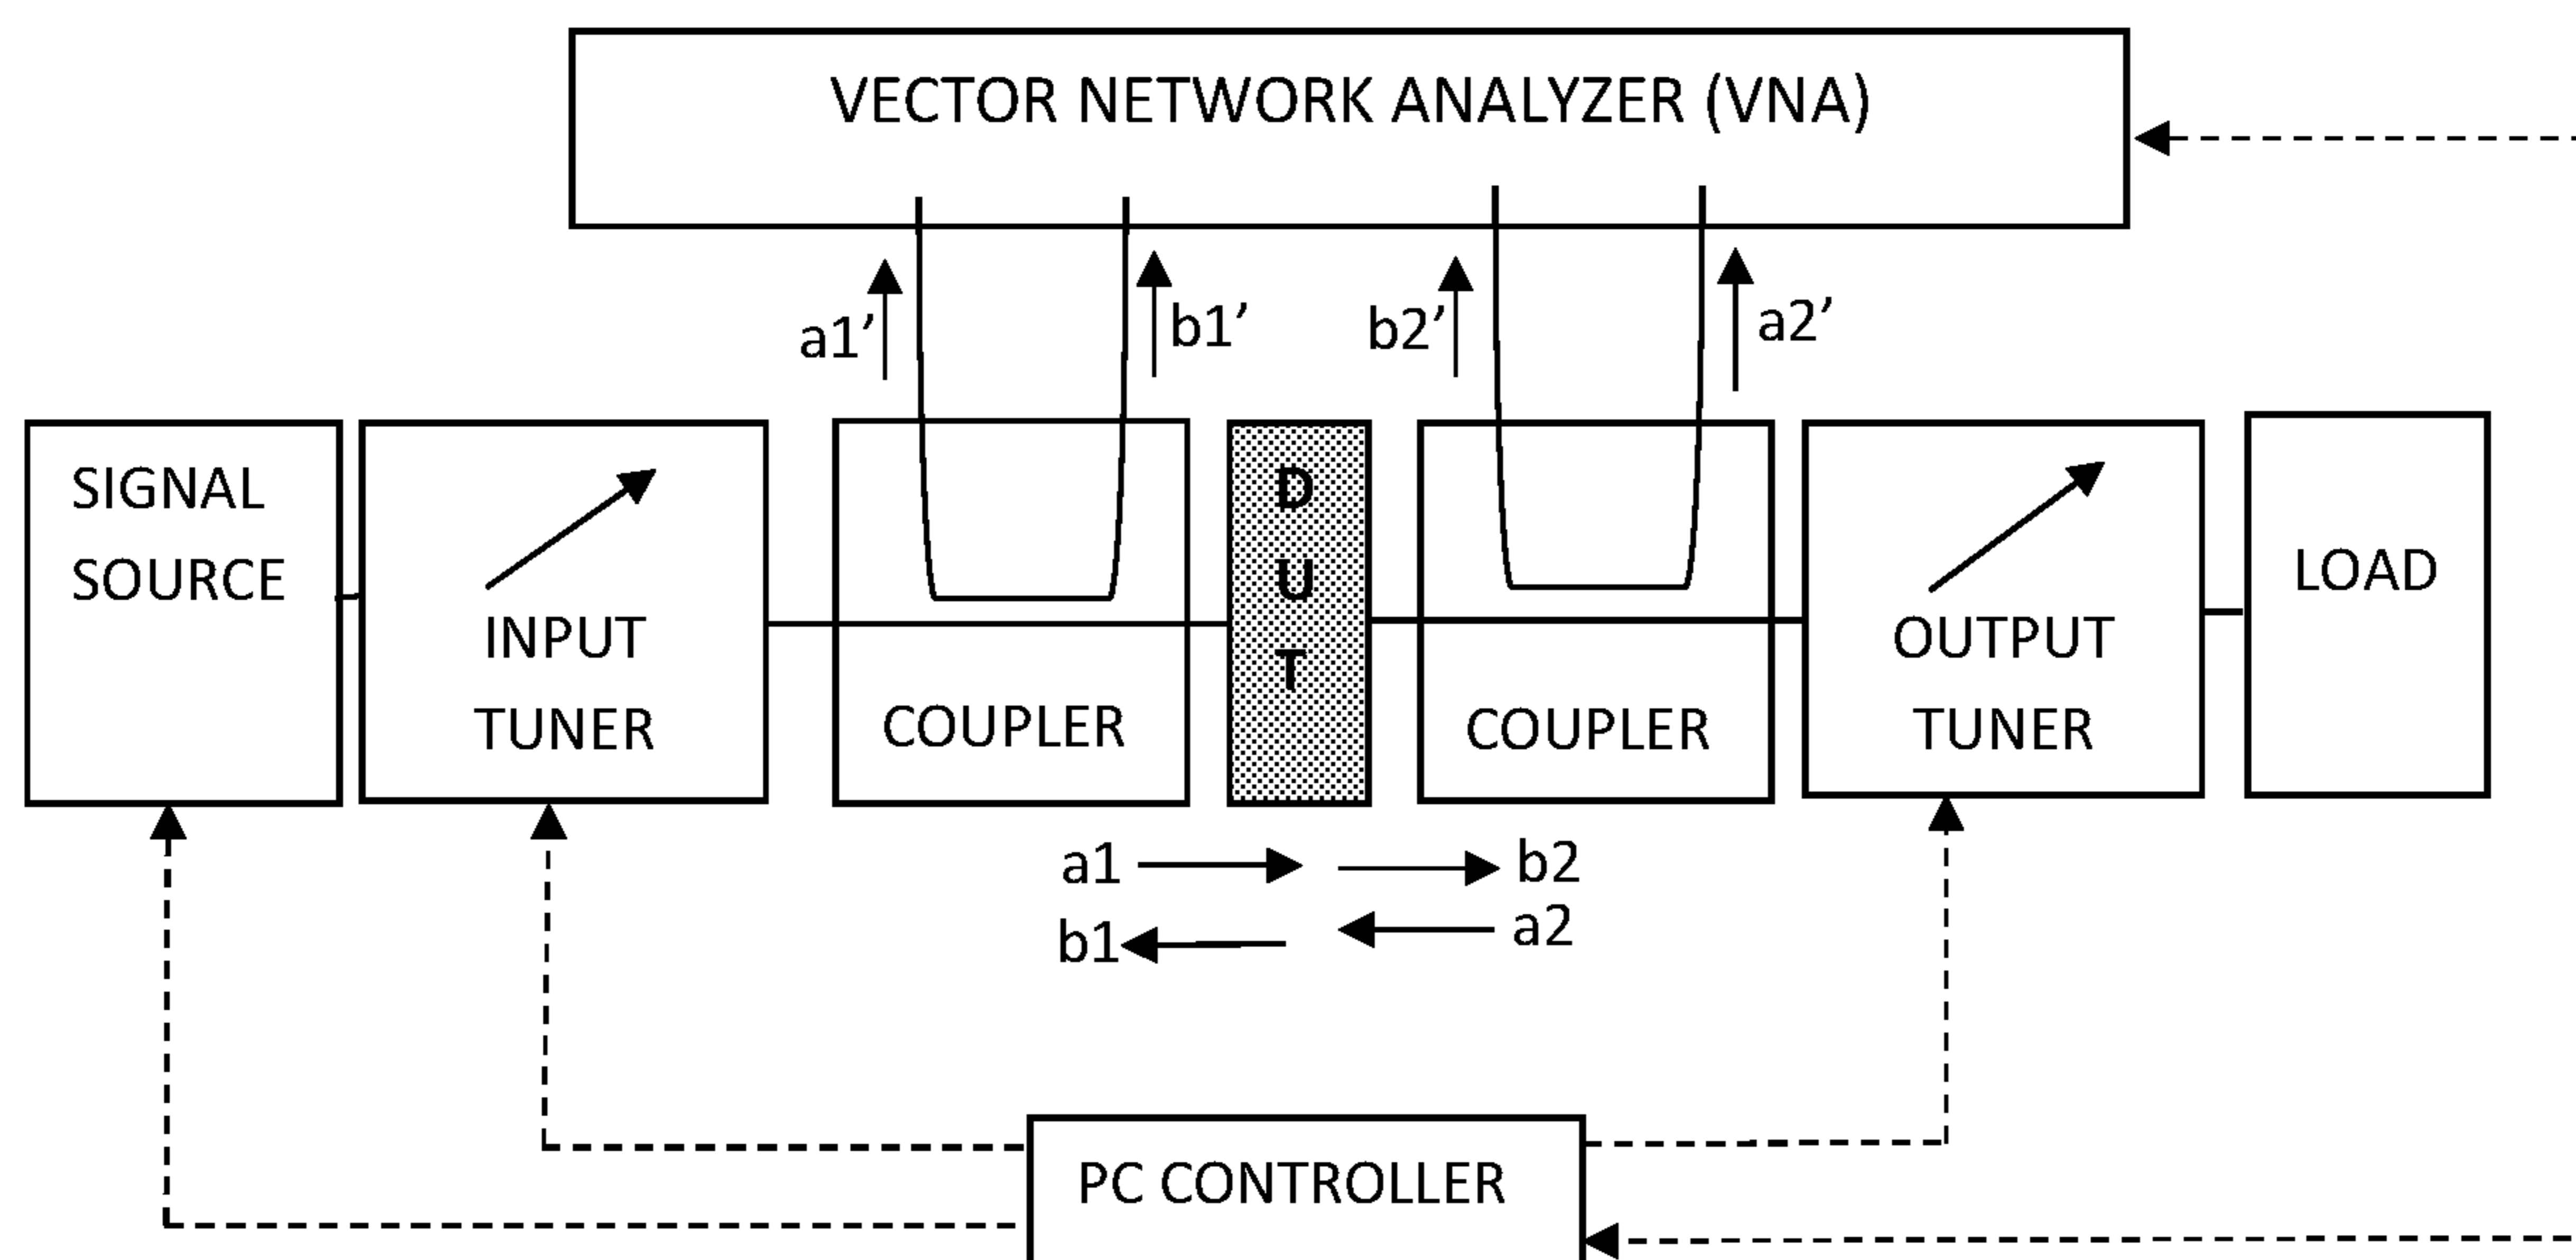 VECTOR NETWORK ANALYZER (VNA)
a1’
b1’
b2’
a2’
SIGNAL
SOURCE
INPUT
TUNER
COUPLER
D
U
T
COUPLER
OUTPUT
TUNER
LOAD
a1
b2
b1
a2
PC CONTROLLER